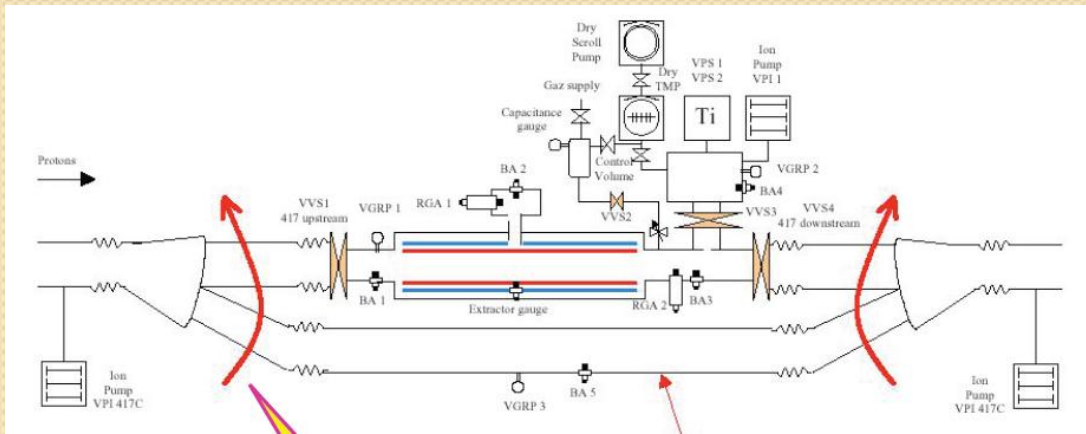 Dry
Scroll
Pump
Dry
TMP
VPS 1
VPS 2
Ion
Pump
VPI 1
Gaz supply
Capacitance
gauge
Ti
Control
Volume
VGRP 2
BA4
Protons
BA 2
RGA 1
VVS1
417 upstream
VGRP 1
VVS2
VVS3
VVS4
417 downstream
BA 1
Extractor gauge
RGA 2
BA3
Ion
Pump
VPI 417C
VGRP 3
BA 5
Ion
Pump
VPI 417C